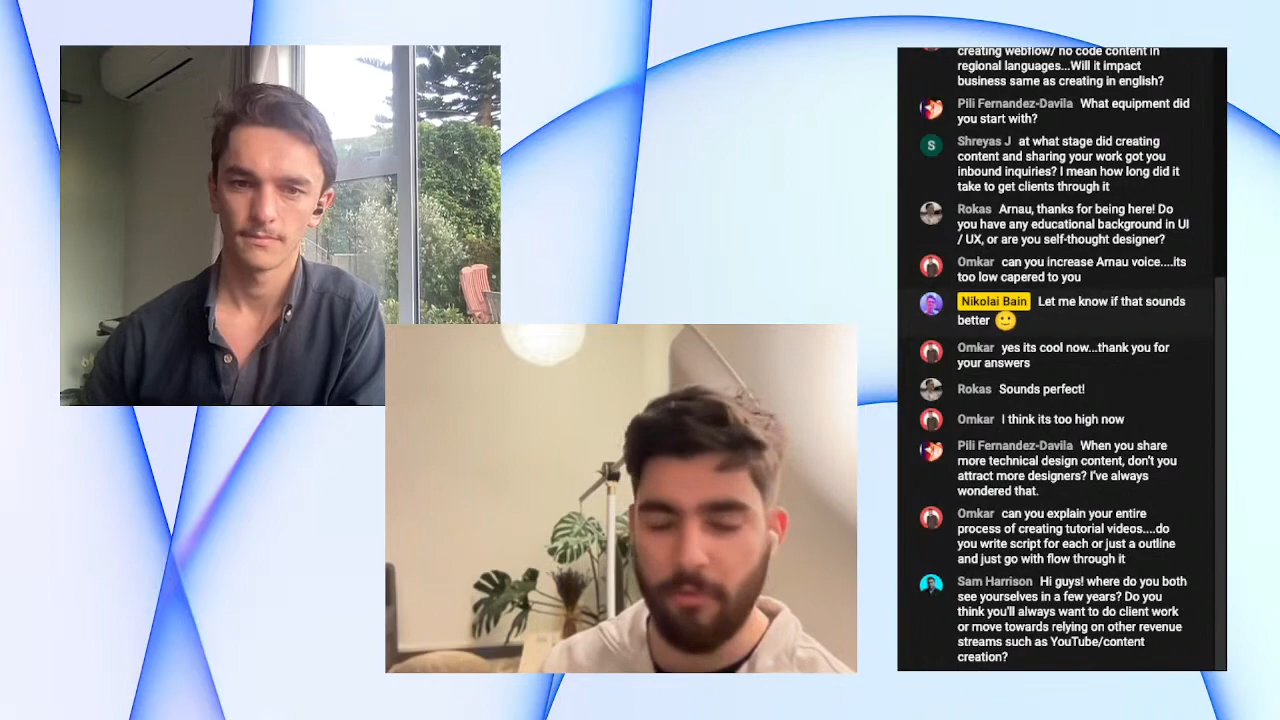 creating webflow/ no code content in
regional languages...Will it impact
business same as creating in english?
Pili Fernandez-Davila What equipment did
you start with?
S
Shreyas J at what stage did creating
content and sharing your work got you
inbound inquiries? I mean how long did it
take to get clients through it
Rokas Arnau, thanks for being here! Do
you have any educational background in UI
/ UX, or are you self-thought designer?
Omkar can you increase Arnau voice....its
too low capered to you
Nikolai Bain Let me know if that sounds
better 🙂
Omkar yes its cool now...thank you for
your answers
Rokas Sounds perfect!
Omkar I think its too high now
Pili Fernandez-Davila When you share
more technical design content, don't you
attract more designers? I've always
wondered that.
Omkar can you explain your entire
process of creating tutorial videos....do
you write script for each or just a outline
and just go with flow through it
Sam Harrison Hi guys! where do you both
see yourselves in a few years? Do you
think you'll always want to do client work
or move towards relying on other revenue
streams such as YouTube/content
creation?